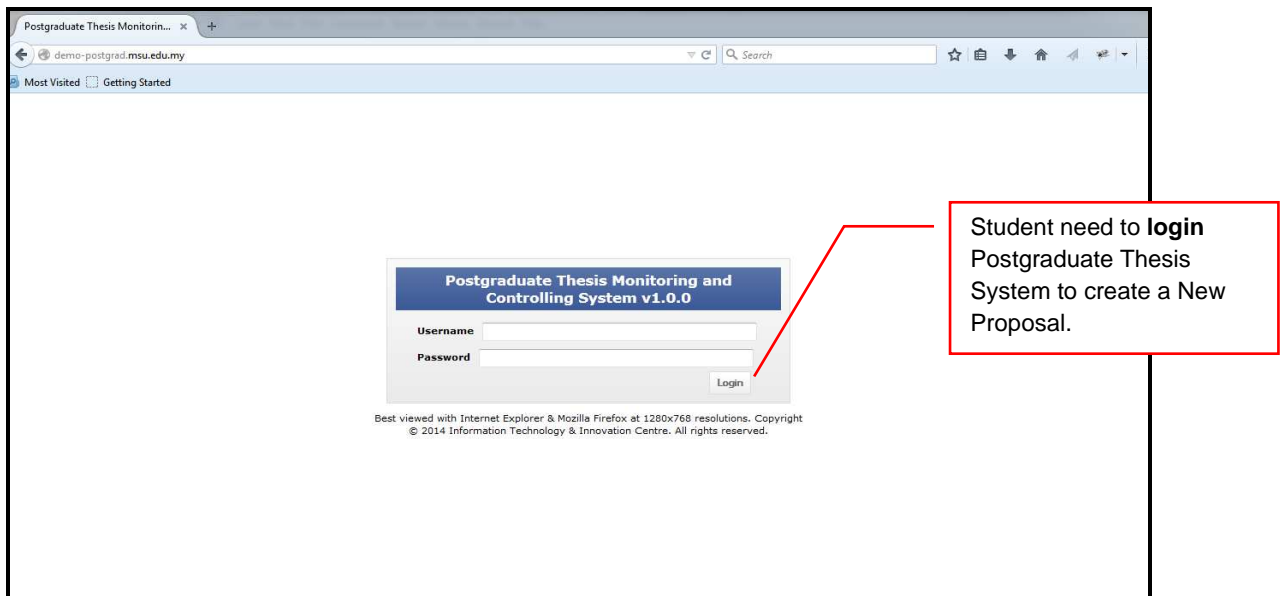 Postgraduate Thesis Monitorin... × +
demo-postgrad.msu.edu.my
Search
Most Visited Getting Started
Student need to login
Postgraduate Thesis
System to create a New
Proposal.
Postgraduate Thesis Monitoring and
Controlling System v1.0.0
Username
Password
Login
Best viewed with Internet Explorer & Mozilla Firefox at 1280x768 resolutions. Copyright
© 2014 Information Technology & Innovation Centre. All rights reserved.